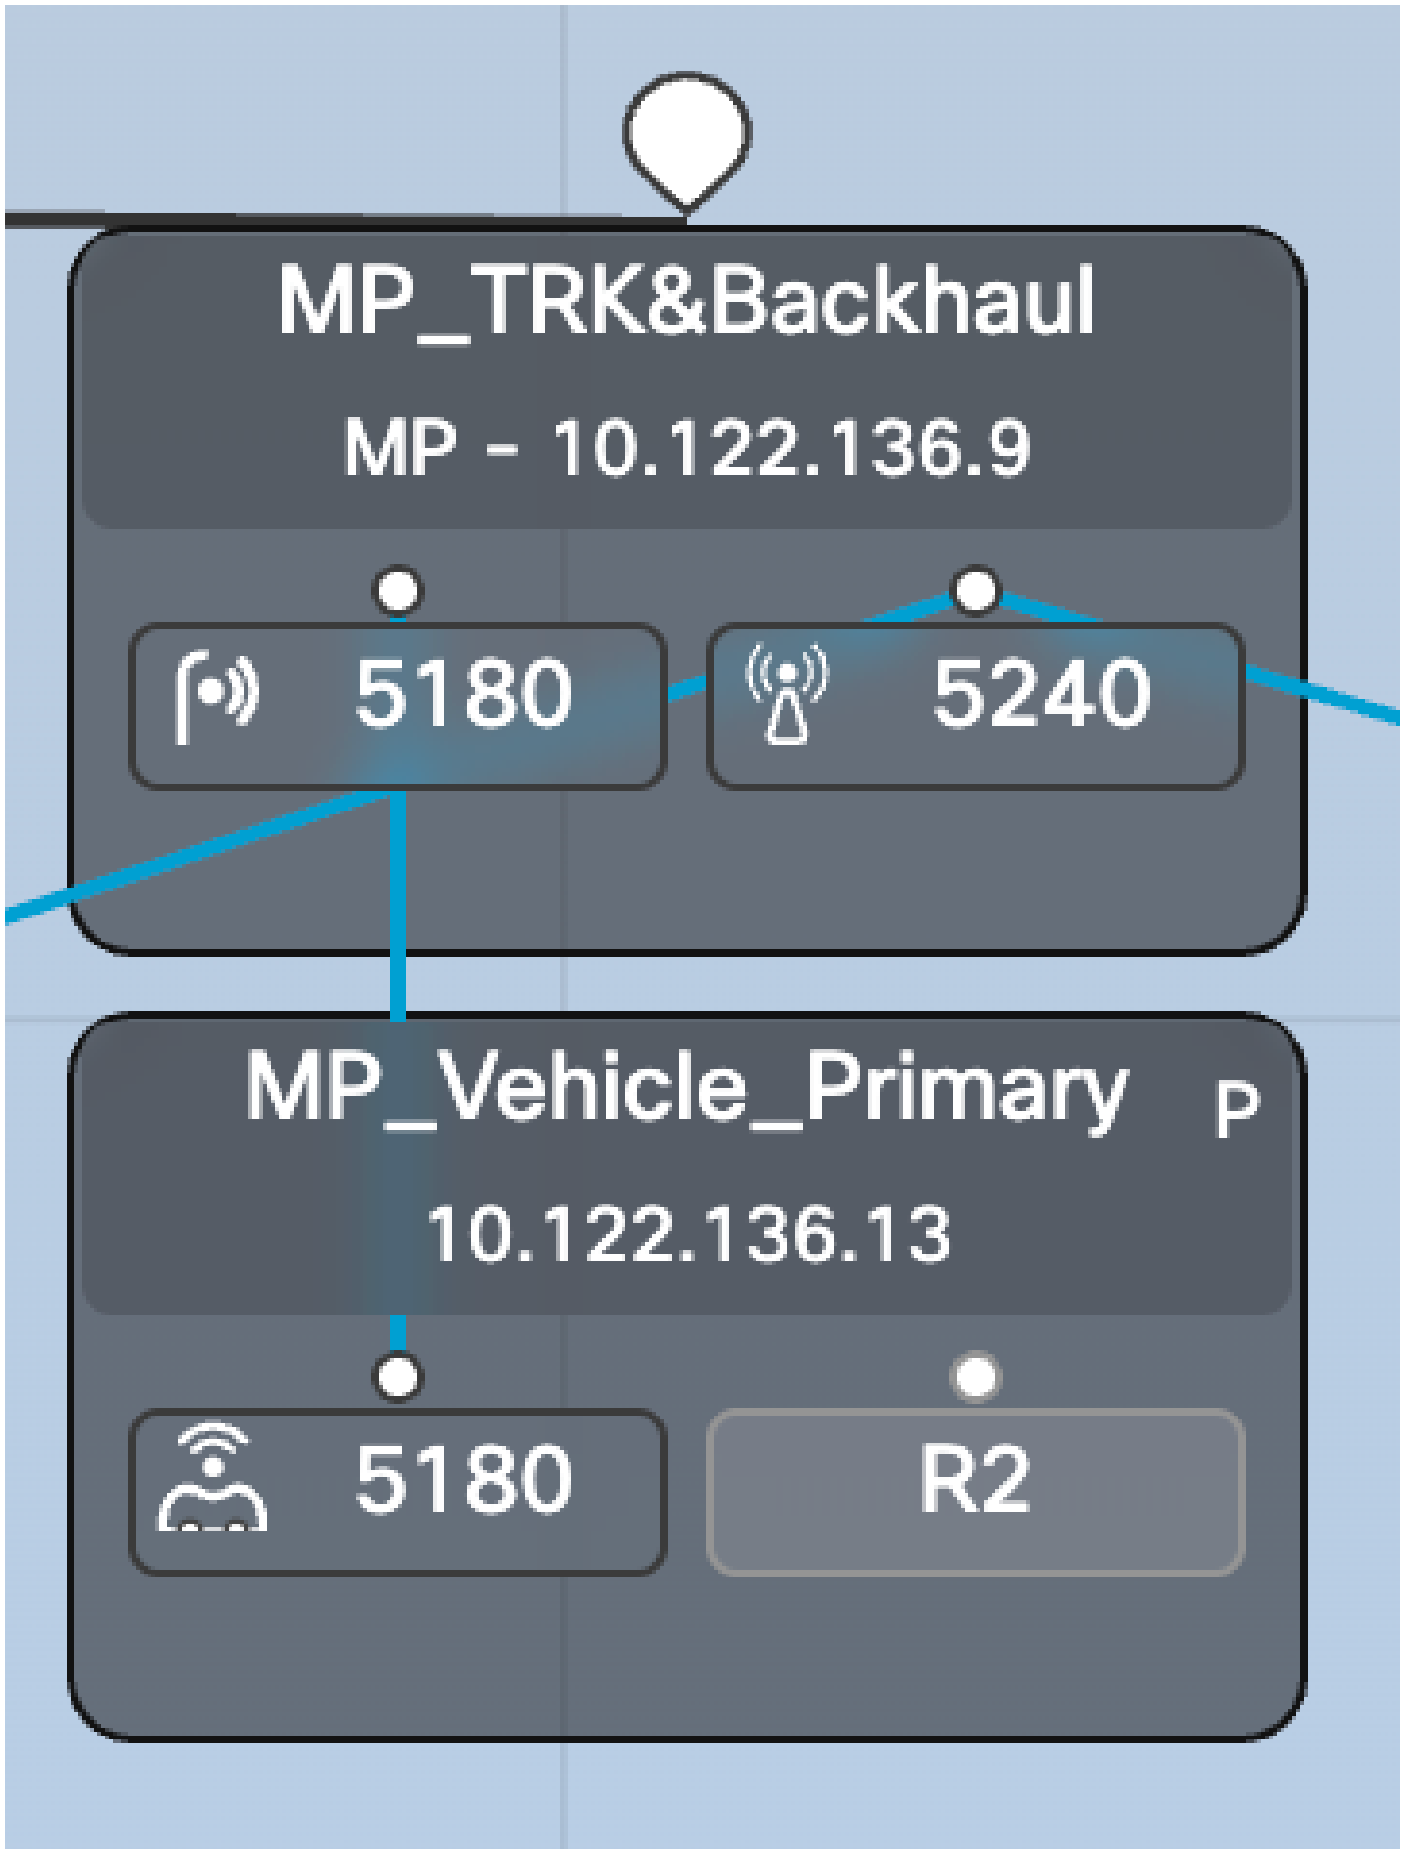 MP_TRK&Backhaul
MP - 10.122.136.9
5180 5240
MP_Vehicle_Primary P
10.122.136.13
5180 R2